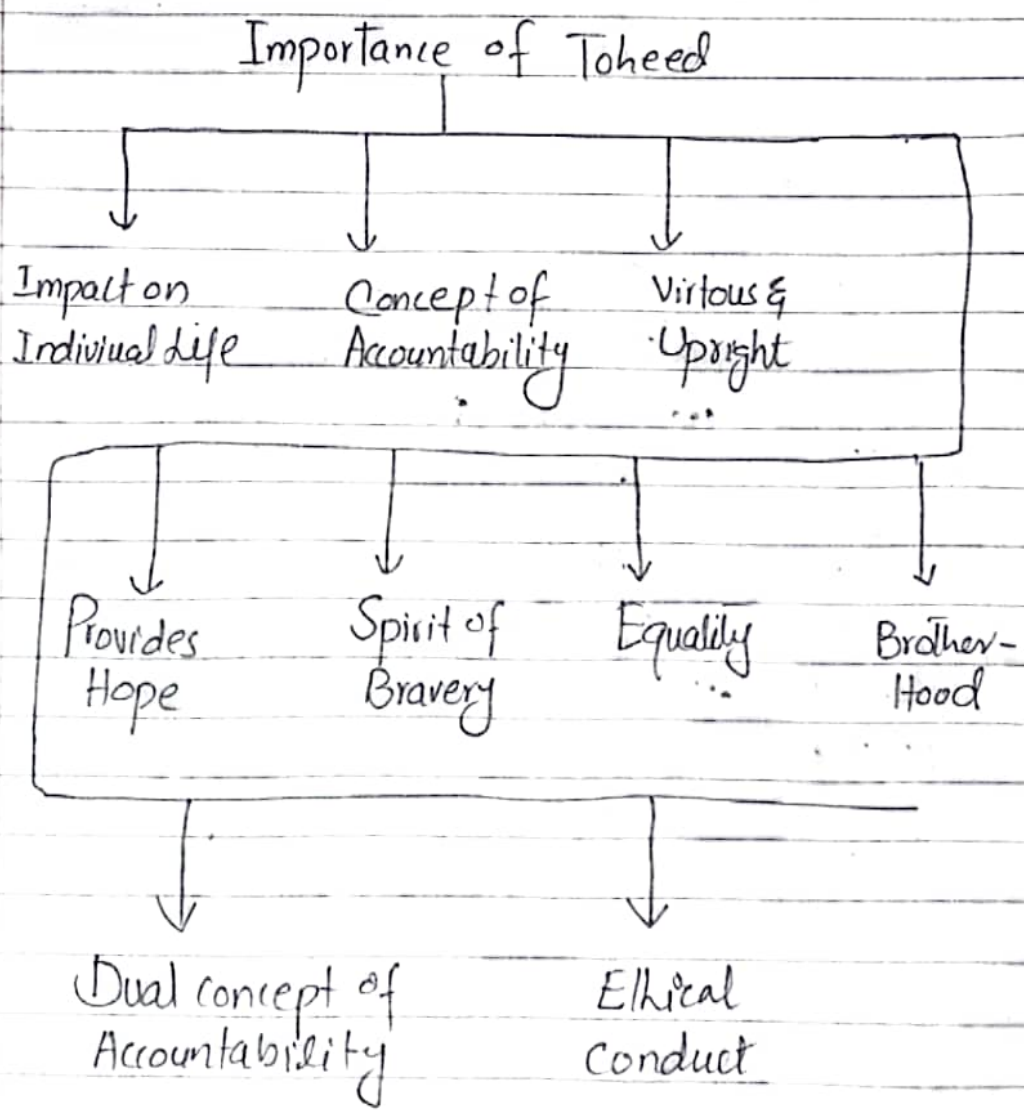 Importance of Toheed
Impact on
Indiviual Life
Concept of
Accountability
Virtous &
Upright
Provides
Hope
Spirit of
Bravery
Equality
Brother-
Hood
Dual concept of
Accountability
Ethical
Conduct